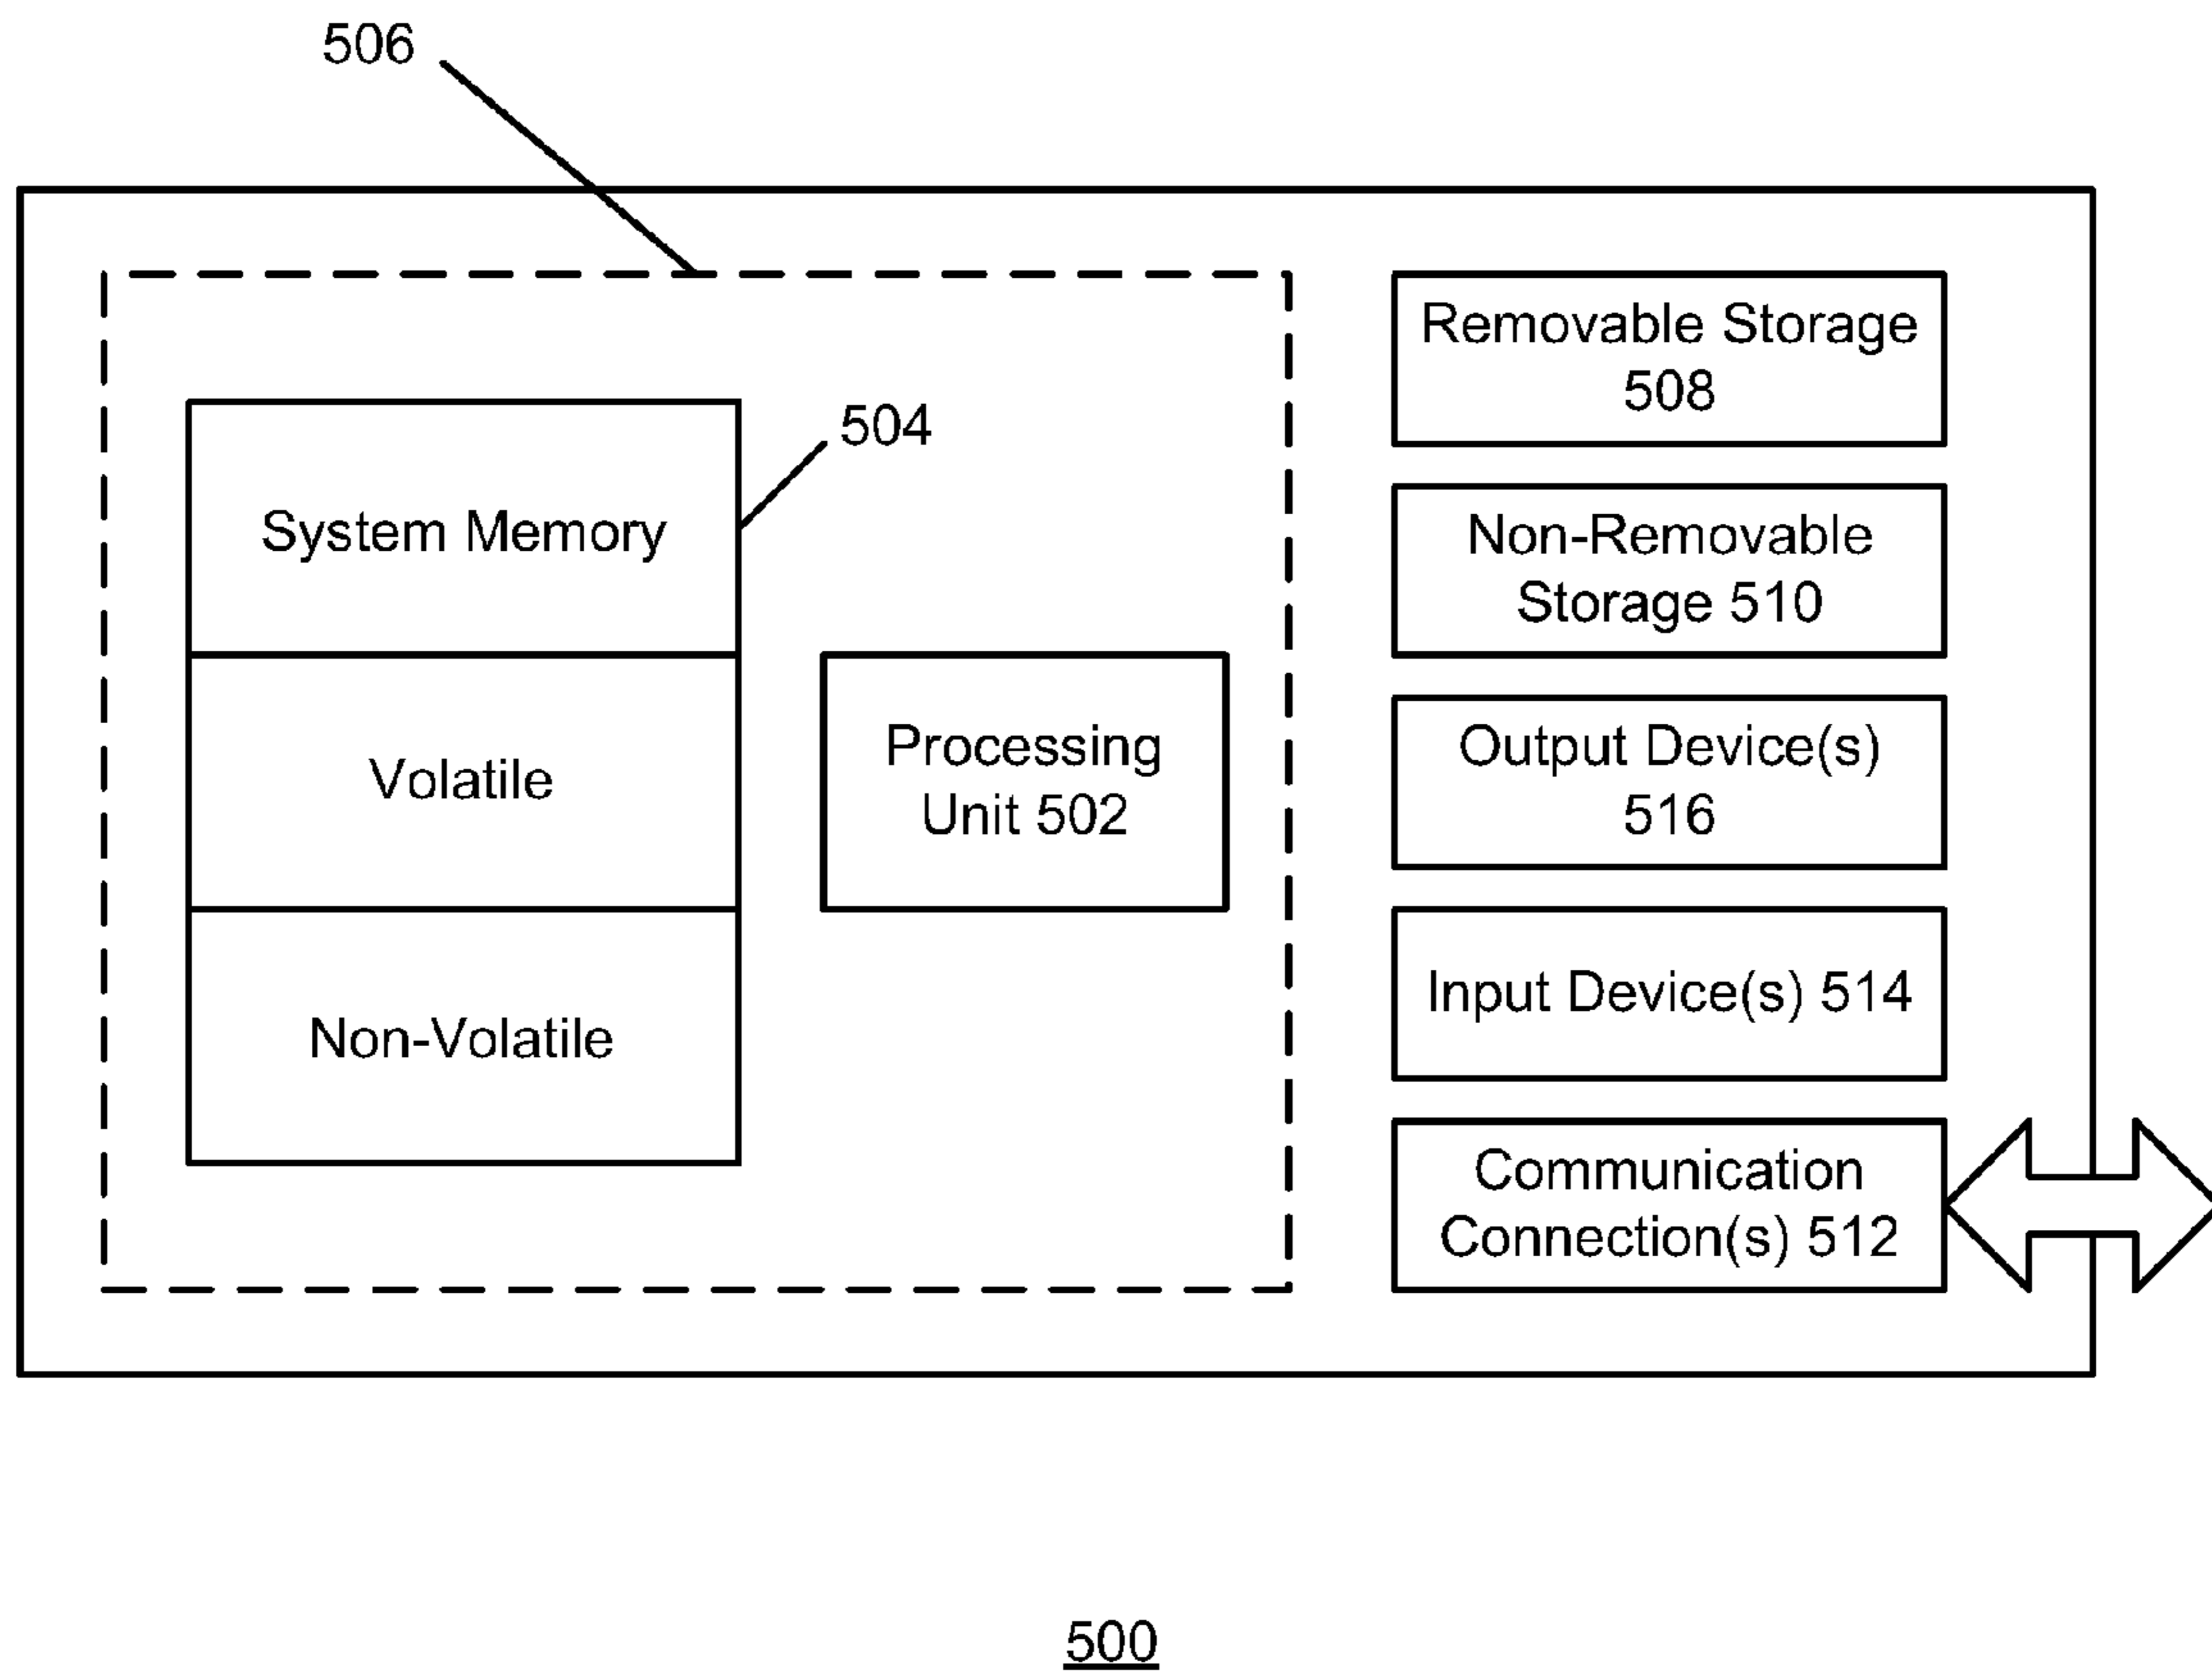 506
504
System Memory
Volatile
Non-Volatile
Processing
Unit 502
Removable Storage
508
Non-Removable
Storage 510
Output Device(s)
516
Input Device(s) 514
Communication
Connection(s) 512
500